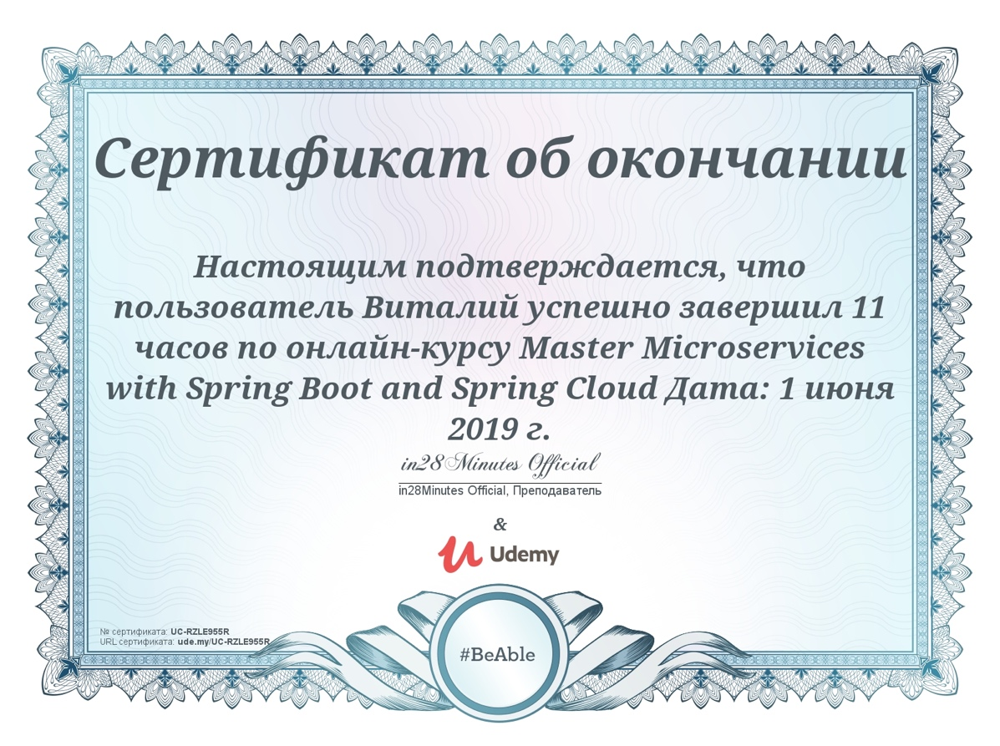 Сертификат об окончании
Настоящим подтверждается, что
пользователь Виталий успешно завершил 11
часов по онлайн-курсу Master Microservices
with Spring Boot and Spring Cloud Дата: 1 июня
2019 г.
in28Minutes Official
in28Minutes Official, Преподаватель
&
Udemy
№ сертификата: UC-RZLE955R
URL сертификата: ude.my/UC-RZLE955R
#BeAble